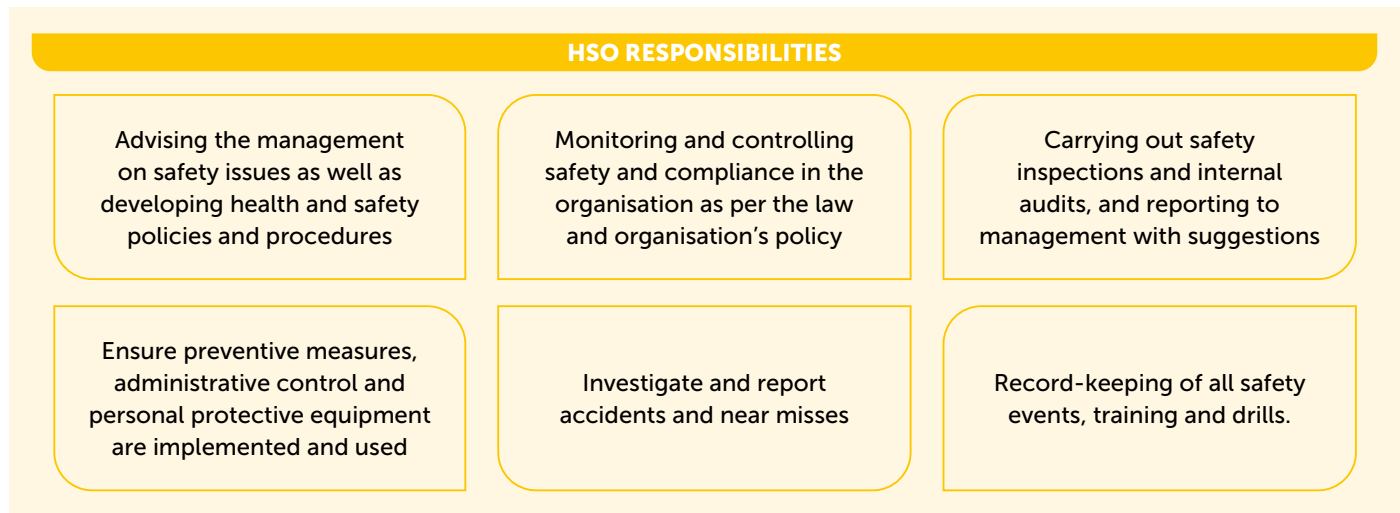 HSO RESPONSIBILITIES
Advising the management
on safety issues as well as
developing health and safety
policies and procedures
Monitoring and controlling
safety and compliance in the
organisation as per the law
and organisation's policy
Carrying out safety
inspections and internal
audits, and reporting to
management with suggestions
Ensure preventive measures,
administrative control and
personal protective equipment
are implemented and used
Investigate and report
accidents and near misses
Record-keeping of all safety
events, training and drills.